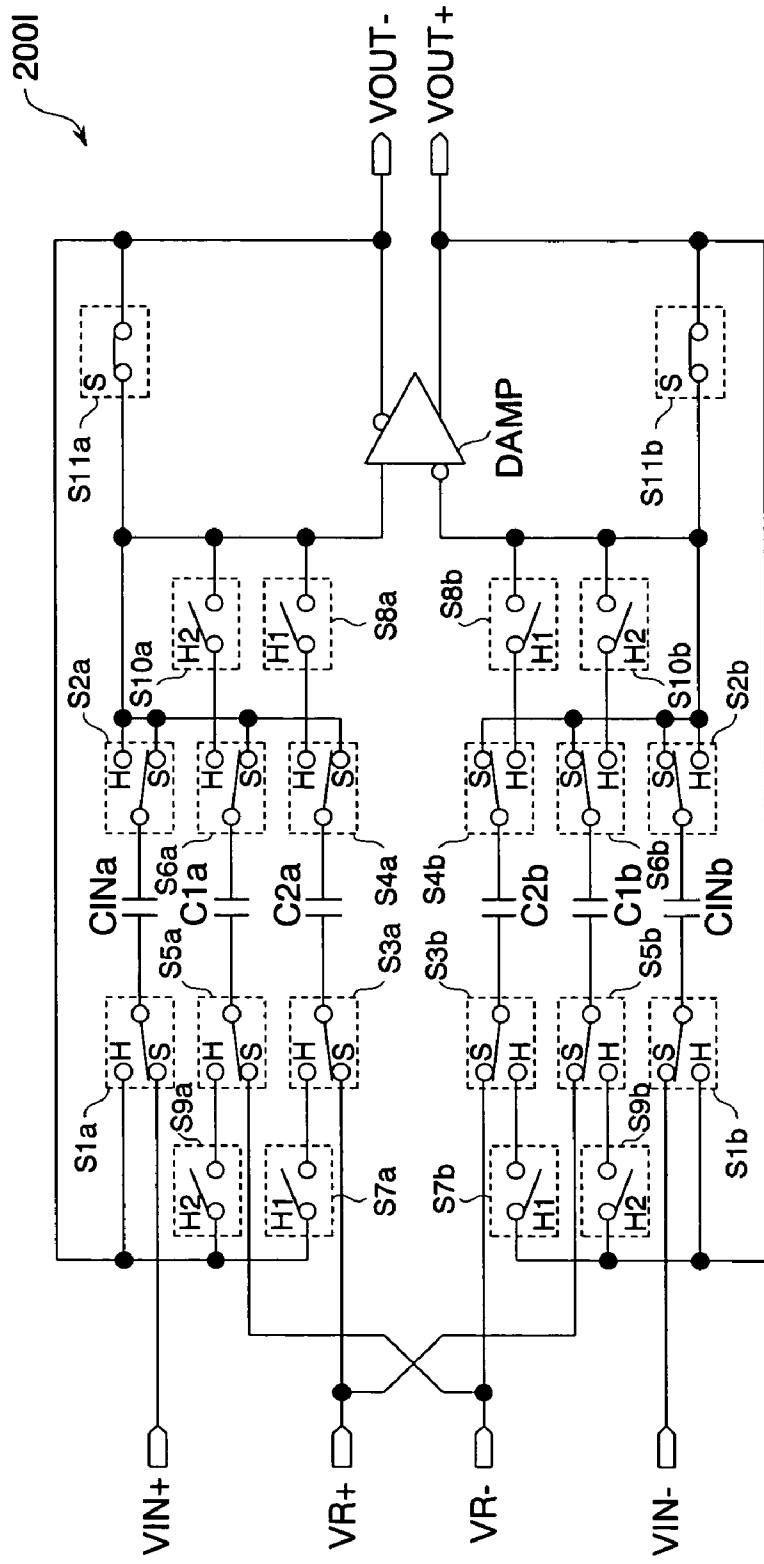 200I
VOUT-
VOUT+
S11a
S
S11b
S
DAMP
S2a
S10a
H2
H1
S8a
S8b
H1
H2
S10b
S2b
H
S
H
S
H
S
S
H
S
H
S
H
CINa
S6a
C1a
C2a
S4a
S4b
C2b
S6b
C1b
CINb
S5a
S3a
S3b
S5b
H
S
H
S
H
S
S
H
S
H
S
H
S1a
S9a
H2
H1
S7a
S7b
H1
H2
S9b
S1b
VIN+
VR+
VR-
VIN-